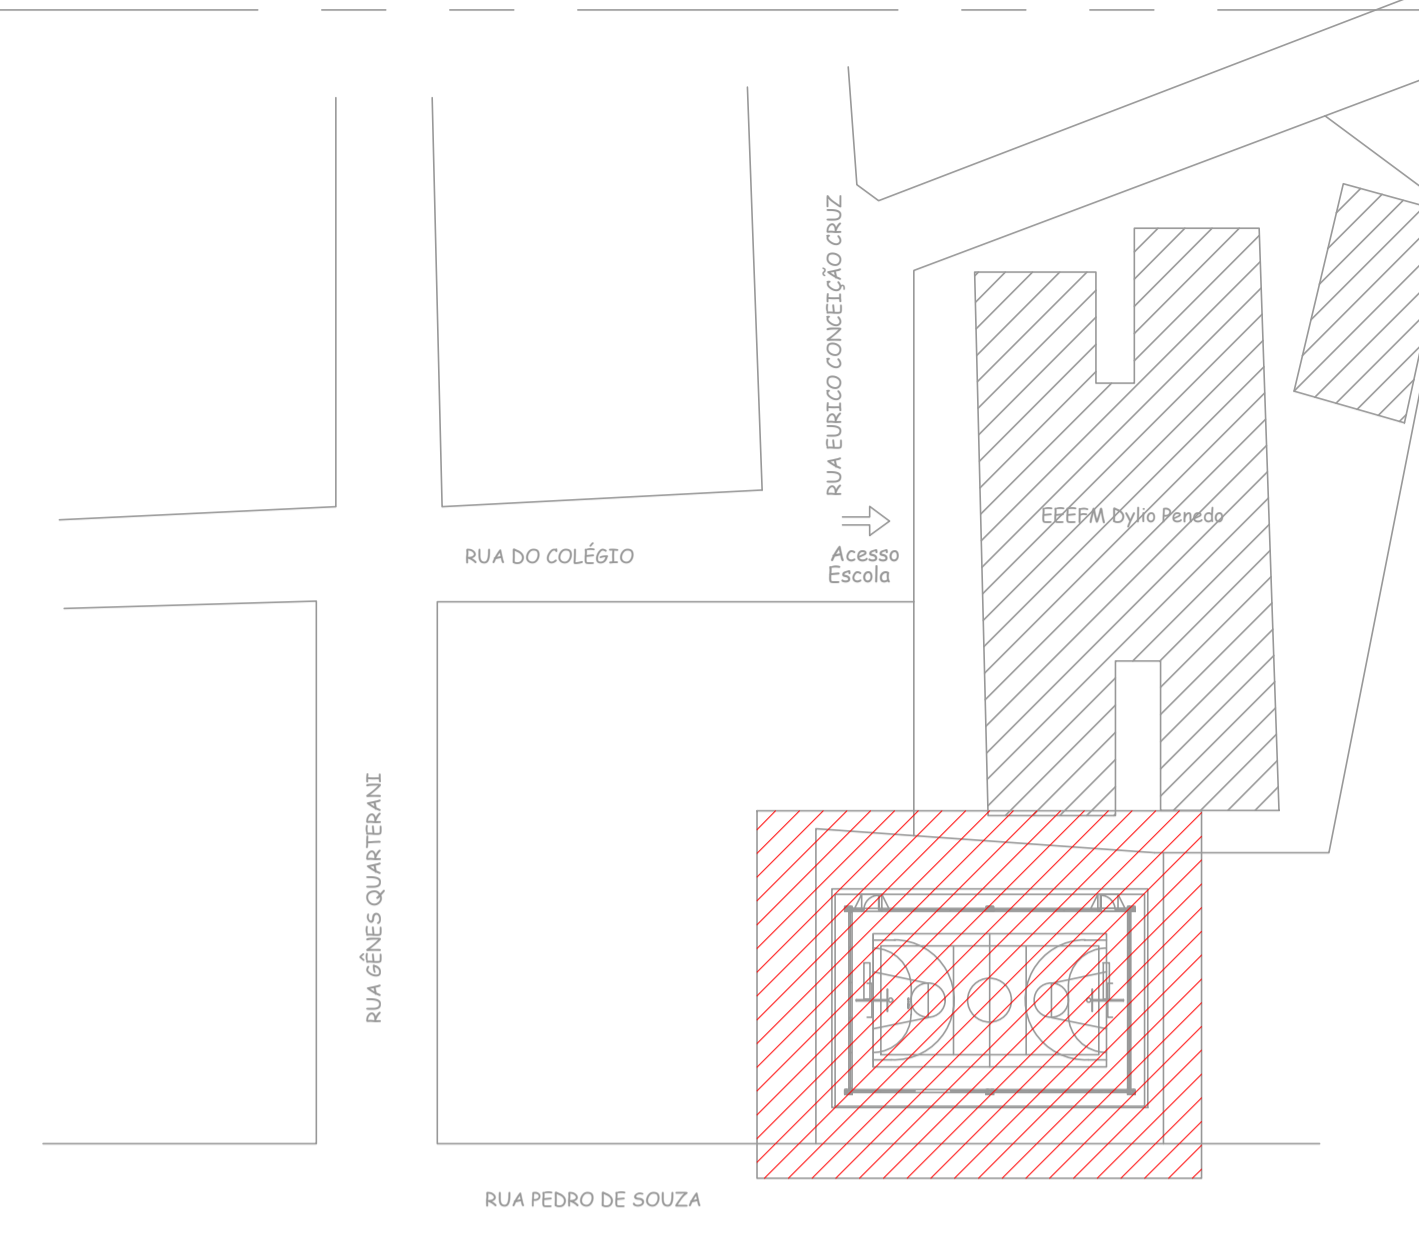 RUA EURICO CONCEIÇÃO CRUZ
EEEFM Dylio Penedo
RUA DO COLÉGIO
Acesso
Escola
RUA GÊNES QUARTERANI
RUA PEDRO DE SOUZA